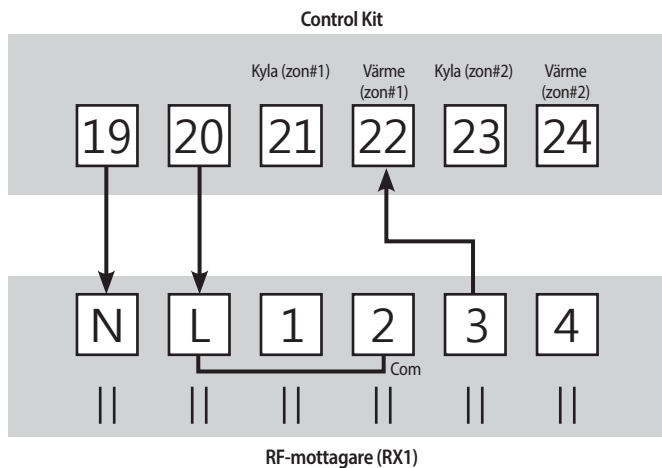 Control Kit
Kyla (zon#1) Värme Kyla (zon#2) Värme
(zon#1) (zon#2)
19 20 21 22 23 24
N L 1 2 3 4
Com
RF-mottagare (RX1)